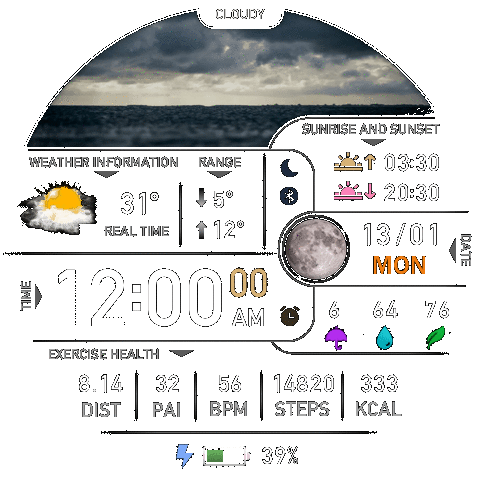 CLOUDY
SUNRISE AND SUNSET
03:30
20:30
WEATHER INFORMATION
RANGE
31°
REAL TIME
5°
12°
13/01
MON
DATE
TIME
12:00
00
AM
6 64 76
EXERCISE HEALTH
8.14 32 56 14820 333
DIST PAI BPM STEPS KCAL
39%